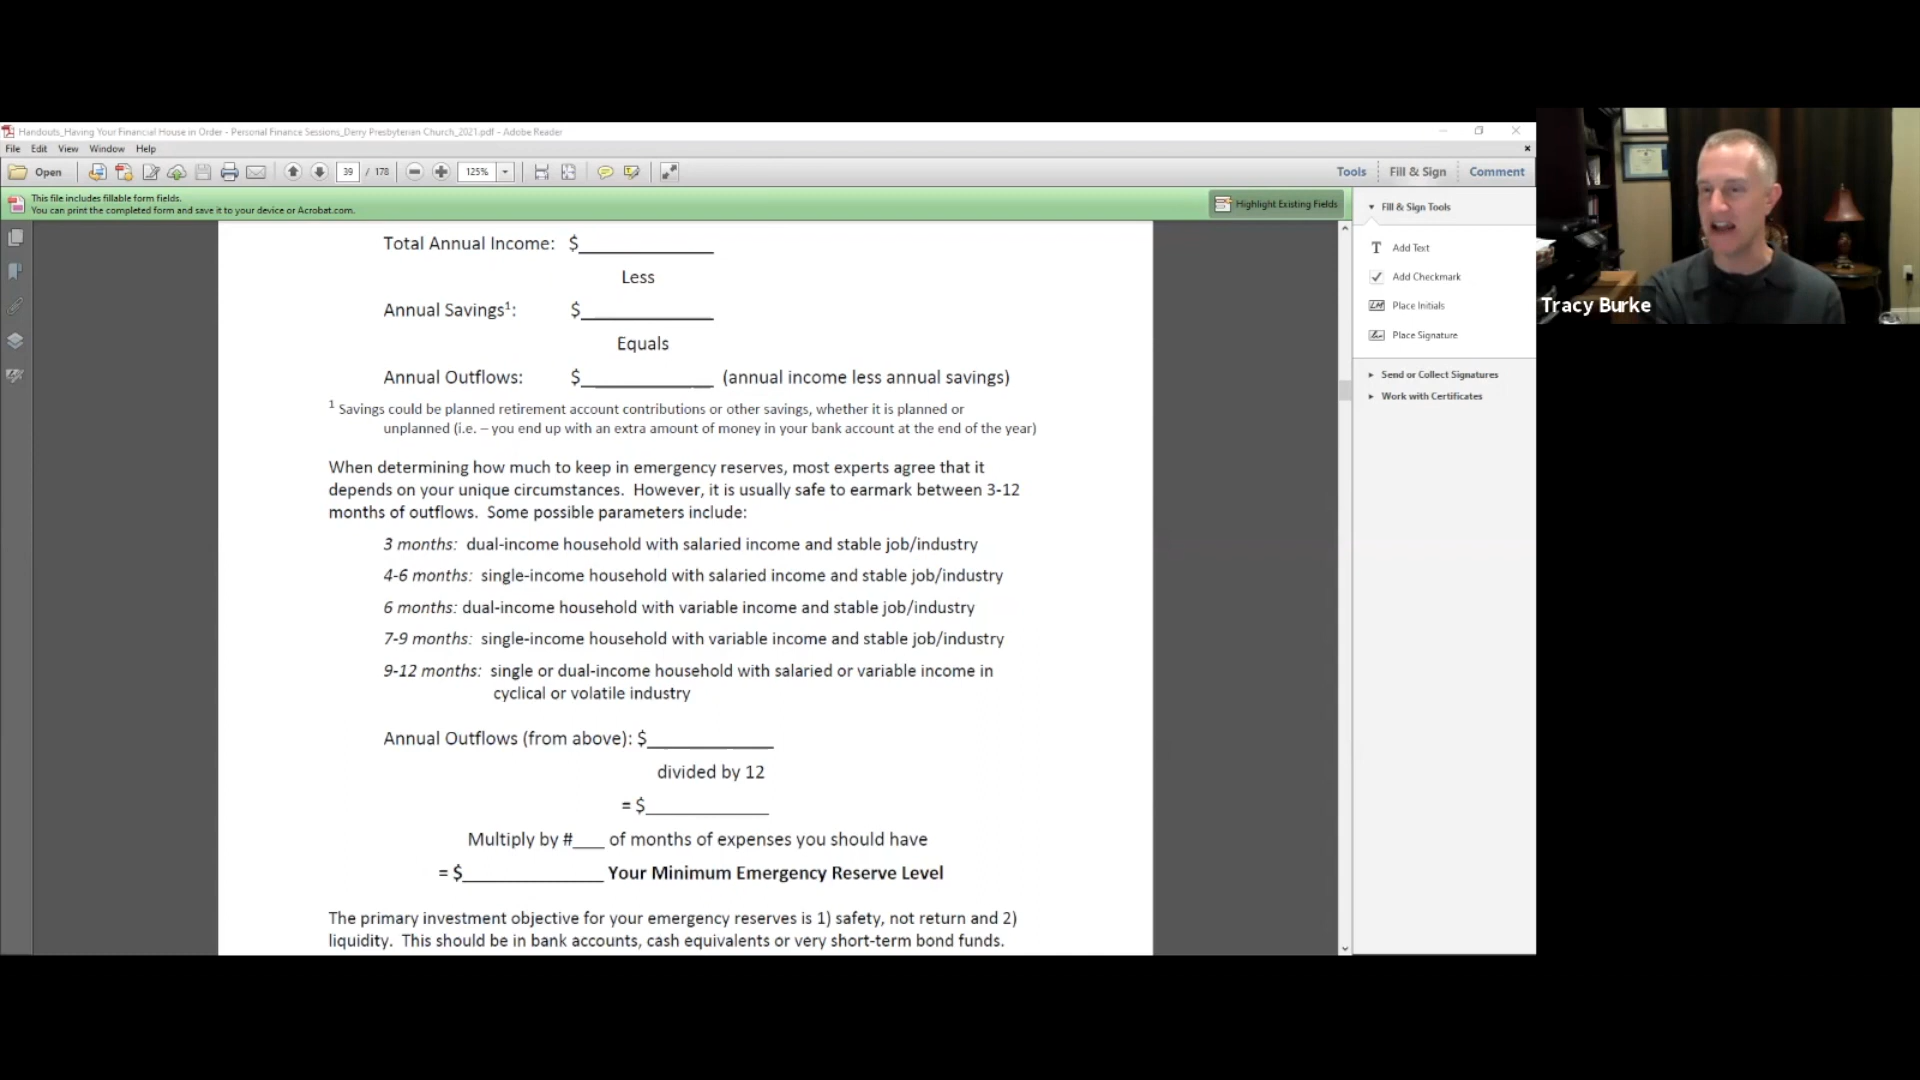 Handouts_Having Your Financial House in Order - Personal Finance Sessions_Derry Presbyterian Church_2021.pdf - Adobe Reader
File Edit View Window Help
Open 39 / 178 125% Tools Fill & Sign Comment
This file includes fillable form fields.
You can print the completed form and save it to your device or Acrobat.com.
Highlight Existing Fields
Fill & Sign Tools
T Add Text
Add Checkmark
Place Initials
Place Signature
Send or Collect Signatures
Work with Certificates
Tracy Burke
Total Annual Income: $______________
Less
Annual Savings¹: $______________
Equals
Annual Outflows: $______________ (annual income less annual savings)
¹ Savings could be planned retirement account contributions or other savings, whether it is planned or
unplanned (i.e. – you end up with an extra amount of money in your bank account at the end of the year)
When determining how much to keep in emergency reserves, most experts agree that it
depends on your unique circumstances. However, it is usually safe to earmark between 3-12
months of outflows. Some possible parameters include:
3 months: dual-income household with salaried income and stable job/industry
4-6 months: single-income household with salaried income and stable job/industry
6 months: dual-income household with variable income and stable job/industry
7-9 months: single-income household with variable income and stable job/industry
9-12 months: single or dual-income household with salaried or variable income in
cyclical or volatile industry
Annual Outflows (from above): $_____________
divided by 12
= $_____________
Multiply by #___ of months of expenses you should have
= $______________ Your Minimum Emergency Reserve Level
The primary investment objective for your emergency reserves is 1) safety, not return and 2)
liquidity. This should be in bank accounts, cash equivalents or very short-term bond funds.